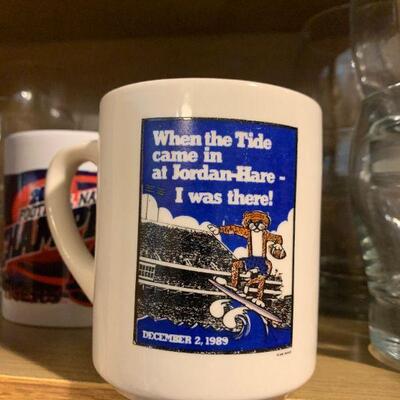 When the Tide
came in
at Jordan-Hare -
I was there!
DECEMBER 2, 1989